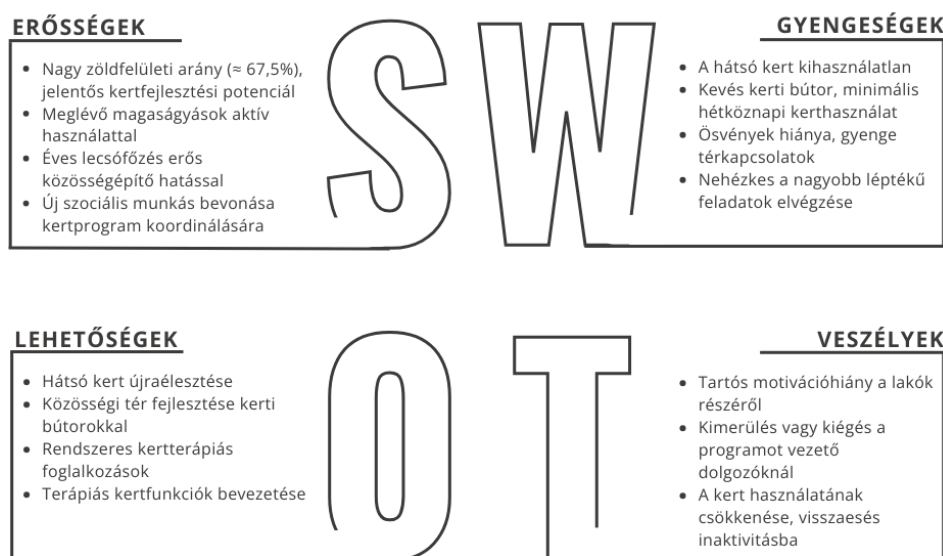 ERŐSSÉGEK
• Nagy zöldfelületi arány (≈ 67,5%),
jelentős kertfejlesztési potenciál
• Meglévő magaságyások aktív
használattal
• Éves lecsófőzés erős
közösségépítő hatással
• Új szociális munkás bevonása
kertprogram koordinálására
SW
GYENGESÉGEK
• A hátsó kert kihasználatlan
• Kevés kerti bútor, minimális
hétköznapi kerthasználat
• Ösvények hiánya, gyenge
térkapcsolatok
• Nehézkes a nagyobb léptékű
feladatok elvégzése
LEHETŐSÉGEK
• Hátsó kert újraélesztése
• Közösségi tér fejlesztése kerti
bútorokkal
• Rendszeres kertterápiás
foglalkozások
• Terápiás kertfunkciók bevezetése
OT
VESZÉLYEK
• Tartós motivációhiány a lakók
részéről
• Kimerülés vagy kiégés a
programot vezető
dolgozóknál
• A kert használatának
csökkenése, visszaesés
inaktivitásba